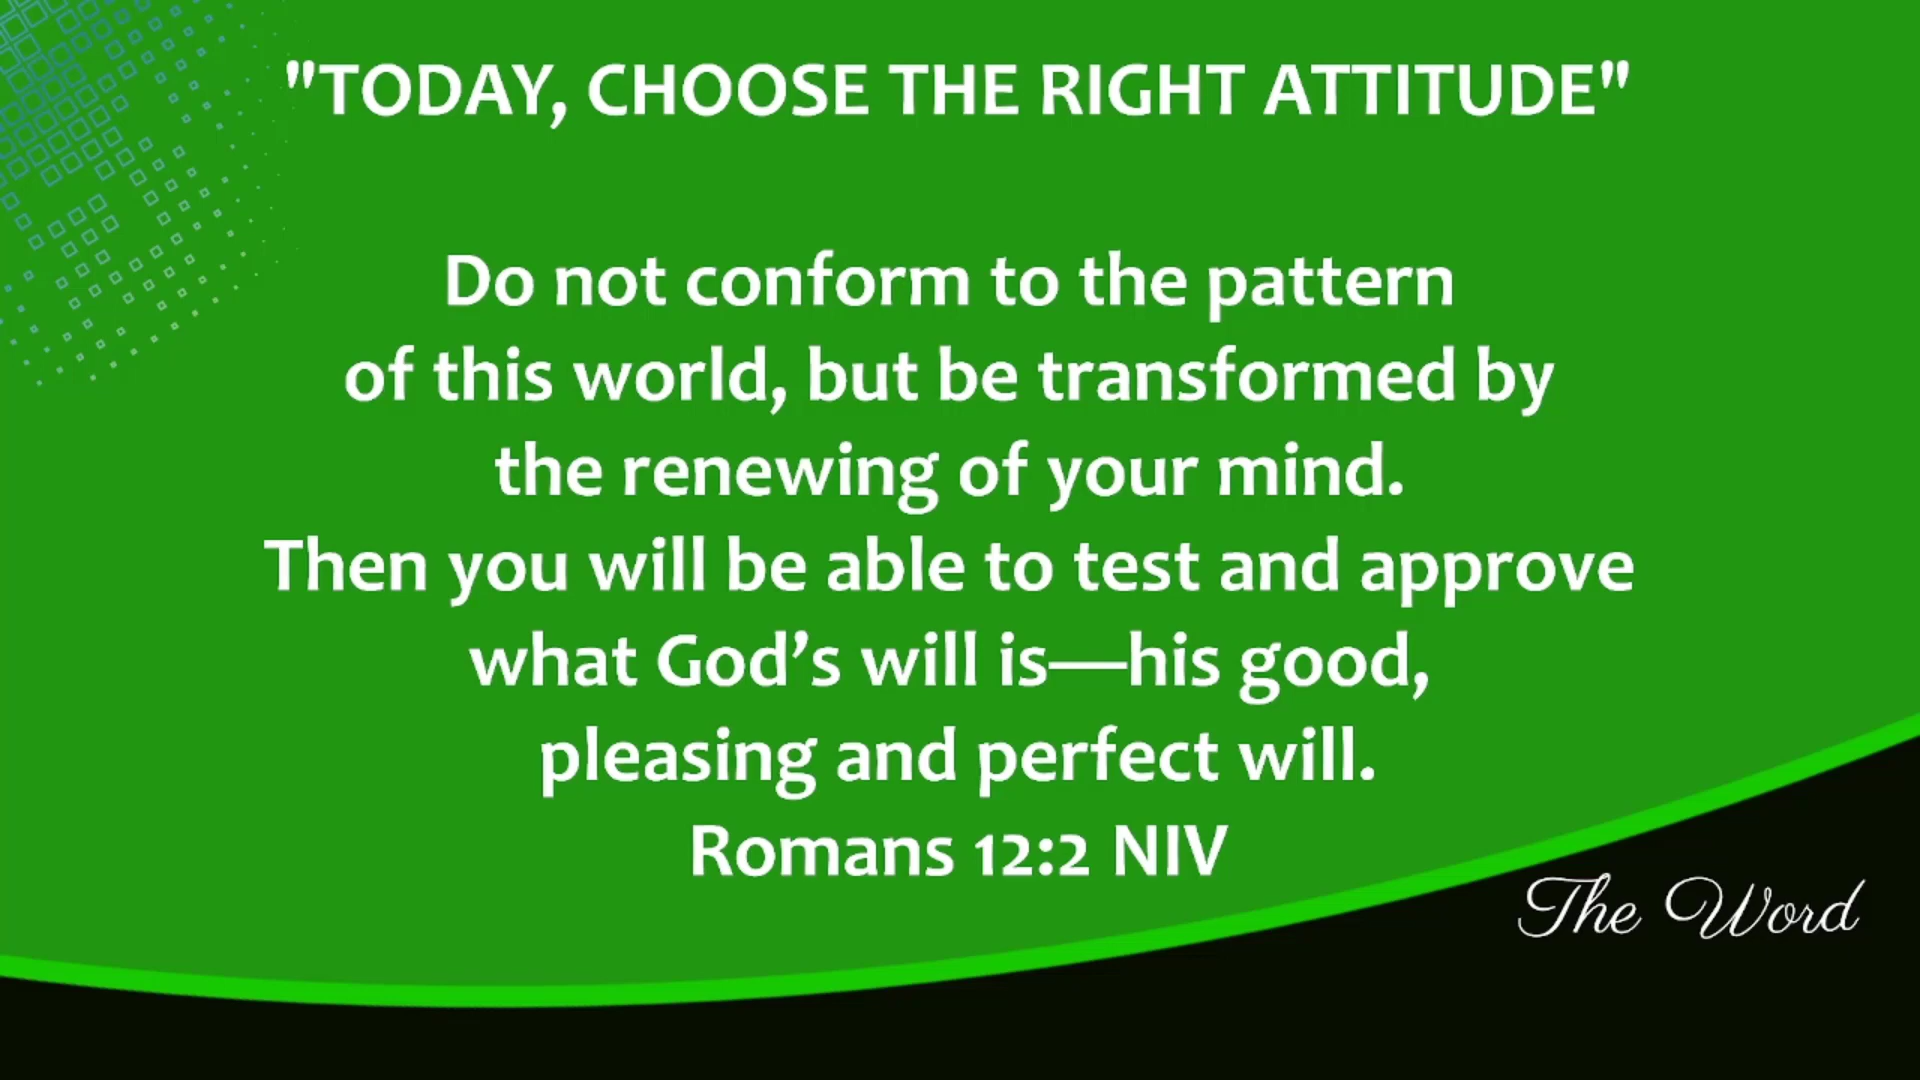 "TODAY, CHOOSE THE RIGHT ATTITUDE"
Do not conform to the pattern
of this world, but be transformed by
the renewing of your mind.
Then you will be able to test and approve
what God’s will is—his good,
pleasing and perfect will.
Romans 12:2 NIV
The Word